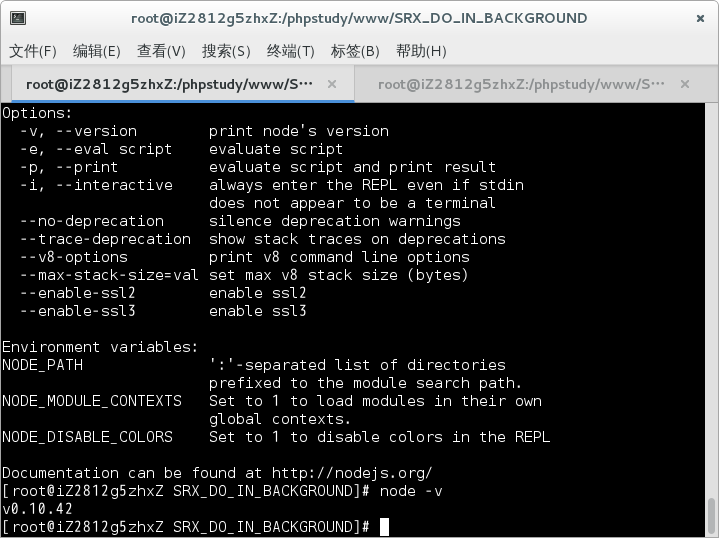 root@iZ2812g5zhxZ:/phpstudy/www/SRX_DO_IN_BACKGROUND
文件(F) 编辑(E) 查看(V) 搜索(S) 终端(T) 标签(B) 帮助(H)
root@iZ2812g5zhxZ:/phpstudy/www/S··· × root@iZ2812g5zhxZ:/phpstudy/www/S··· ×
Options:
  -v, --version        print node's version
  -e, --eval script    evaluate script
  -p, --print          evaluate script and print result
  -i, --interactive    always enter the REPL even if stdin
                       does not appear to be a terminal
  --no-deprecation     silence deprecation warnings
  --trace-deprecation  show stack traces on deprecations
  --v8-options         print v8 command line options
  --max-stack-size=val set max v8 stack size (bytes)
  --enable-ssl2        enable ssl2
  --enable-ssl3        enable ssl3
Environment variables:
NODE_PATH              ':'-separated list of directories
                       prefixed to the module search path.
NODE_MODULE_CONTEXTS   Set to 1 to load modules in their own
                       global contexts.
NODE_DISABLE_COLORS    Set to 1 to disable colors in the REPL
Documentation can be found at http://nodejs.org/
[root@iZ2812g5zhxZ SRX_DO_IN_BACKGROUND]# node -v
v0.10.42
[root@iZ2812g5zhxZ SRX_DO_IN_BACKGROUND]#